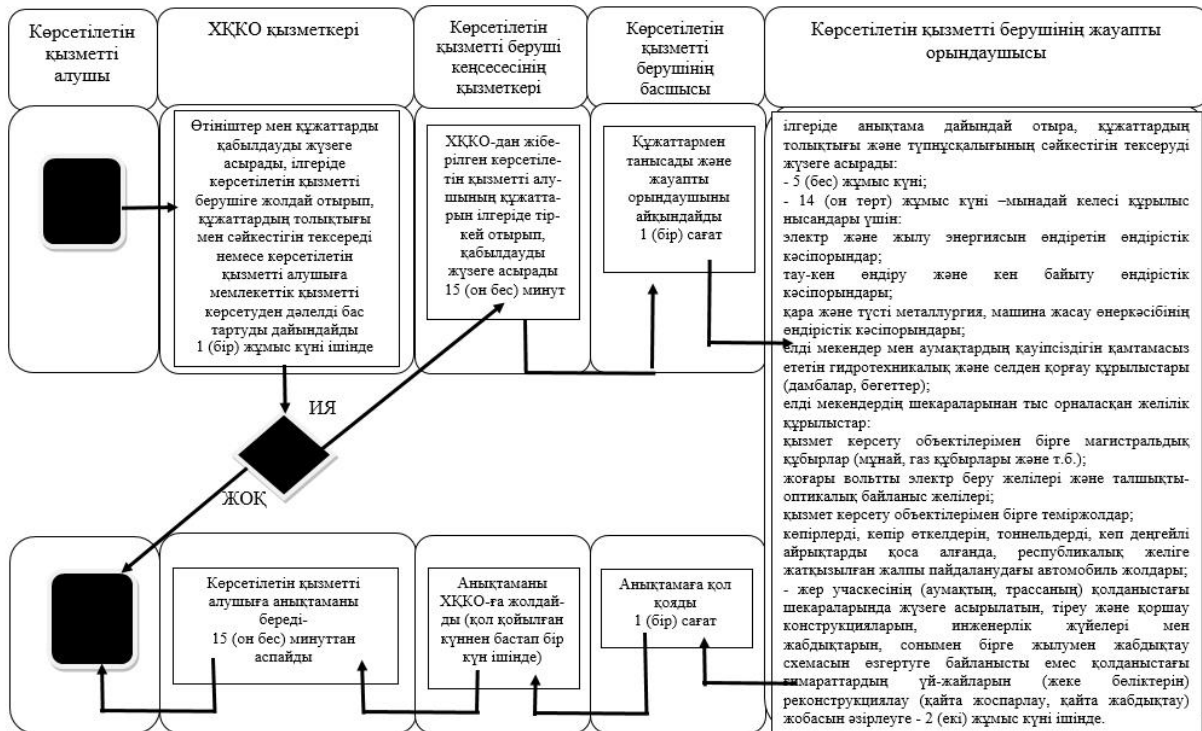 Көрсетілетін
қызметті
алушы
ХҚКО қызметкері
Көрсетілетін
қызметті беруші
кеңсесесінің
қызметкері
Көрсетілетін
қызметті
берушінің
басшысы
Көрсетілетін қызметті берушінің жауапты
орындаушысы
Өтініштер мен құжаттарды
қабылдауды жүзеге
асырады, ілгеріде
көрсетілетін қызметті
берушіге жолдай отырып,
құжаттардың толықтығы
мен сәйкестігін тексереді
немесе көрсетілетін
қызметті алушыға
мемлекеттік қызметті
көрсетуден дәлелді бас
тартуды дайындайды
1 (бір) жұмыс күні ішінде
ХҚКО-дан жібе-
рілген көрсетіле-
тін қызметті алу-
шының құжатта-
рын ілгеріде тір-
кей отырып,
қабылдауды
жүзеге асырады
15 (он бес) минут
Құжаттармен
танысады және
жауапты
орындаушыны
айқындайды
1 (бір) сағат
ілгеріде анықтама дайындай отыра, құжаттардың
толықтығы және түпнұсқалығының сәйкестігін тексеруді
жүзеге асырады:
- 5 (бес) жұмыс күні;
- 14 (он төрт) жұмыс күні –мынадай келесі құрылыс
нысандары үшін:
электр және жылу энергиясын өндіретін өндірістік
кәсіпорындар;
тау-кен өндіру және кен байыту өндірістік
кәсіпорындары;
қара және түсті металлургия, машина жасау өнеркәсібінің
өндірістік кәсіпорындары;
елді мекендер мен аумақтардың қауіпсіздігін қамтамасыз
ететін гидротехникалық және селден қорғау құрылыстары
(дамбалар, бөгеттер);
елді мекендердің шекараларынан тыс орналасқан желілік
құрылыстар:
қызмет көрсету объектілерімен бірге магистральдық
құбырлар (мұнай, газ құбырлары және т.б.);
жоғары вольтты электр беру желілері және талшықты-
оптикалық байланыс желілері;
қызмет көрсету объектілерімен бірге теміржолдар;
көпірлерді, көпір өткелдерін, тоннельдерді, көп деңгейлі
айрықтарды қоса алғанда, республикалық желіге
жатқызылған жалпы пайдаланудағы автомобиль жолдары;
- жер учаскесінің (аумақтың, трассаның) қолданыстағы
шекараларында жүзеге асырылатын, тіреу және қоршау
конструкцияларын, инженерлік жүйелері мен
жабдықтарын, сонымен бірге жылумен жабдықтау
схемасын өзгертуге байланысты емес қолданыстағы
ғимараттардың үй-жайларын (жеке бөліктерін)
реконструкциялау (қайта жоспарлау, қайта жабдықтау)
жобасын әзірлеуге - 2 (екі) жұмыс күні ішінде.
ИЯ
ЖОҚ
Көрсетілетін қызметті
алушыға анықтаманы
береді-
15 (он бес) минуттан
аспайды
Анықтаманы
ХҚКО-ға жолдай-
ды (қол қойылған
күннен бастап бір
күн ішінде)
Анықтамаға қол
қояды
1 (бір) сағат